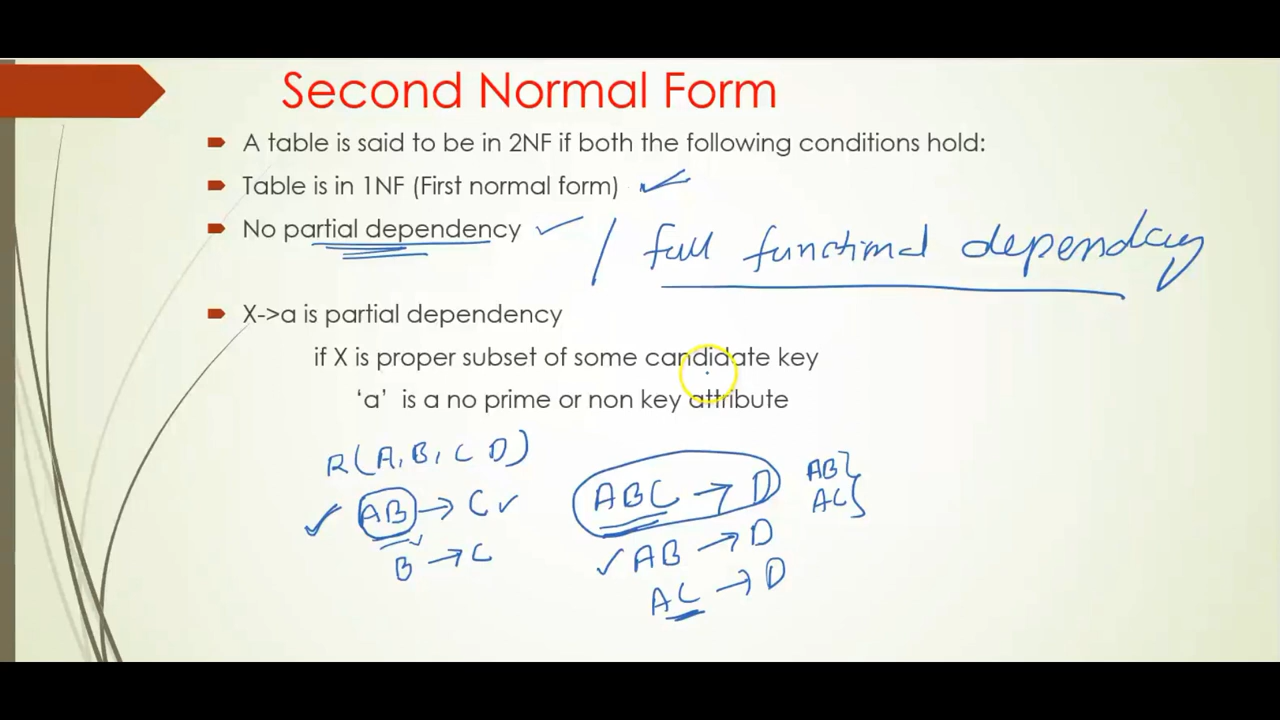 Second Normal Form
A table is said to be in 2NF if both the following conditions hold:
Table is in 1NF (First normal form)
No partial dependency / full functional dependency
X->a is partial dependency
if X is proper subset of some candidate key
‘a’ is a no prime or non key attribute
R(A, B, C D)
AB → C
B → C
ABC → D
AB → D
AC → D
AB}
AC}